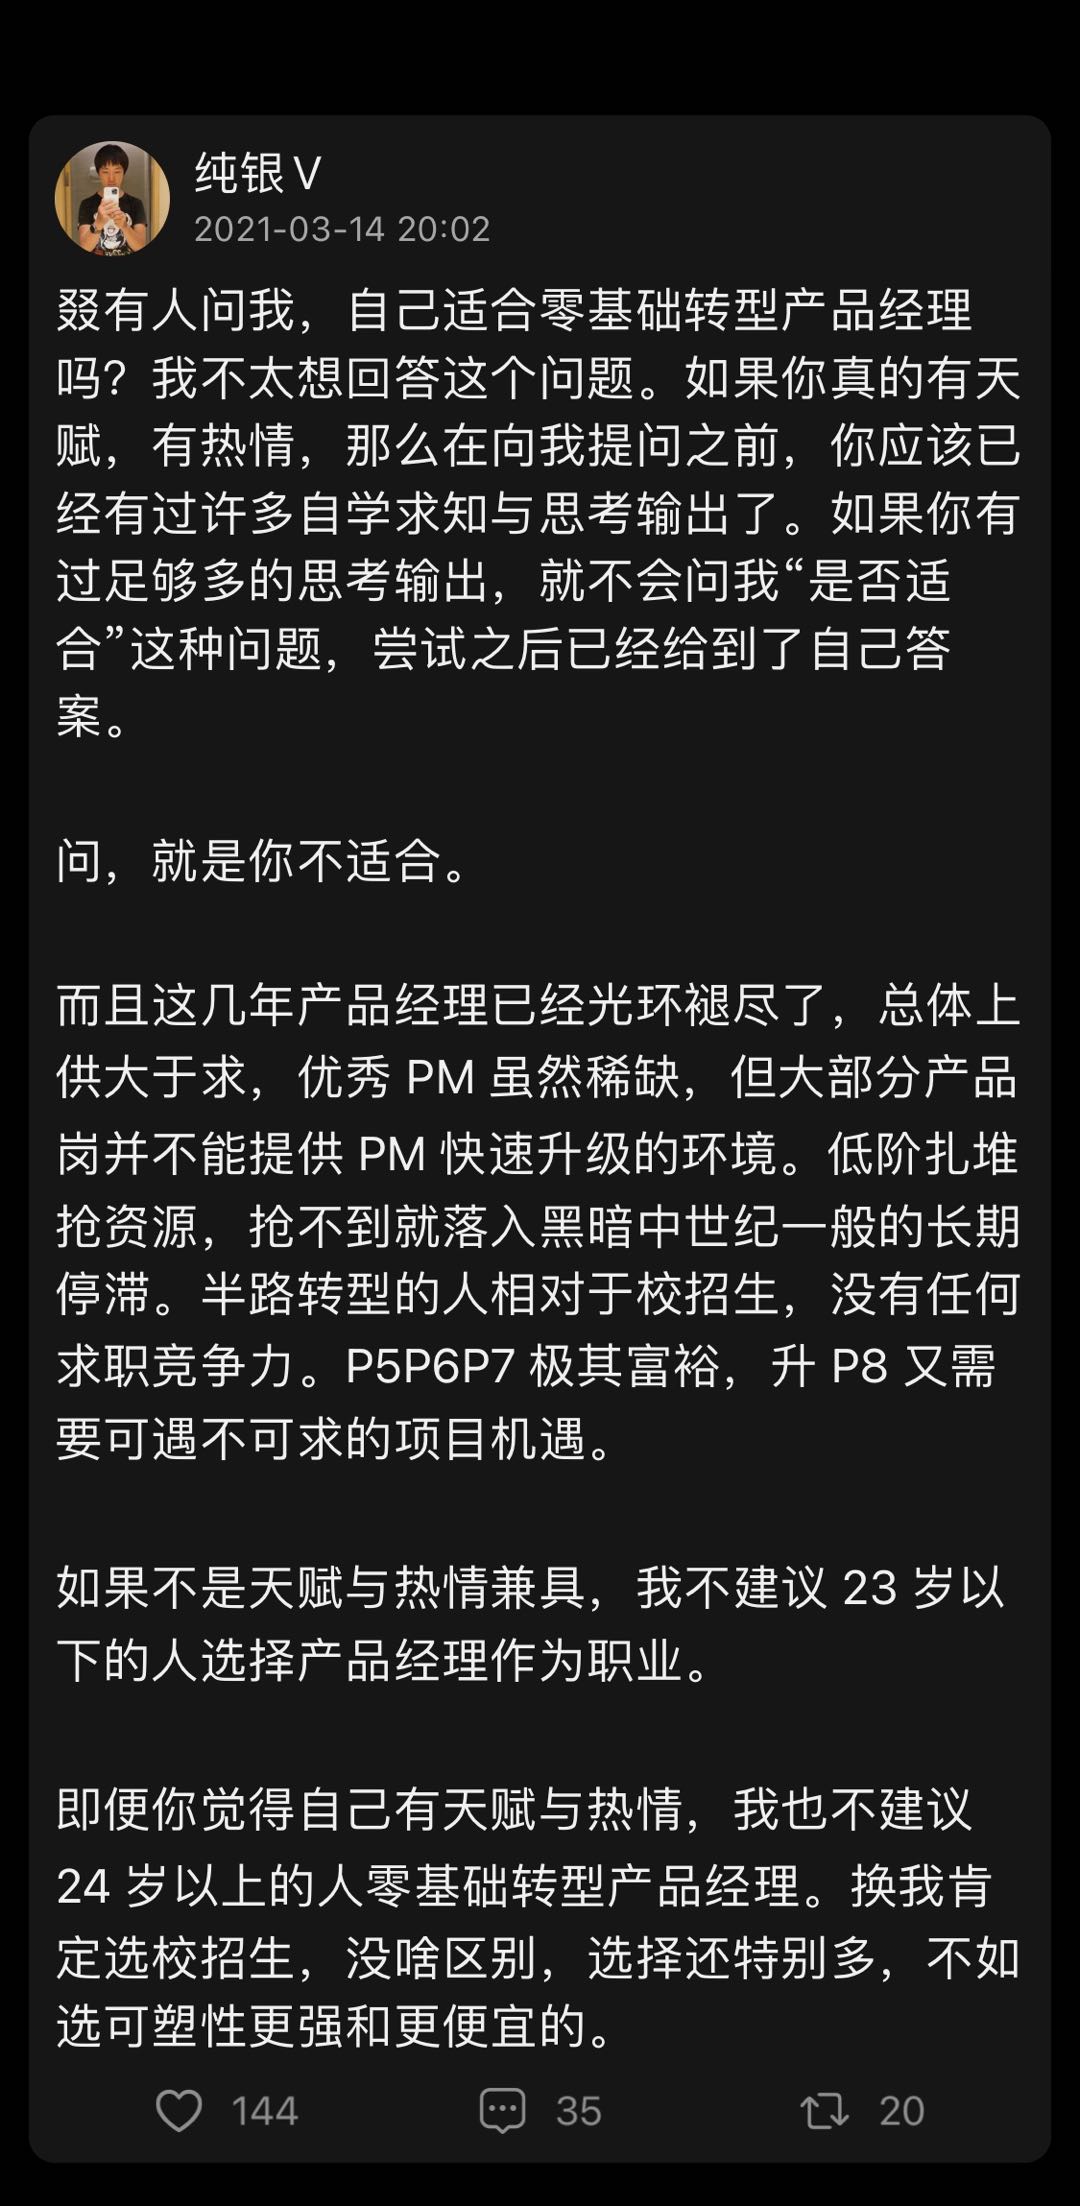 纯银V
2021-03-14 20:02
叕有人问我，自己适合零基础转型产品经理
吗？我不太想回答这个问题。如果你真的有天
赋，有热情，那么在向我提问之前，你应该已
经有过许多自学求知与思考输出了。如果你有
过足够多的思考输出，就不会问我“是否适
合”这种问题，尝试之后已经给到了自己答
案。
问，就是你不适合。
而且这几年产品经理已经光环褪尽了，总体上
供大于求，优秀 PM 虽然稀缺，但大部分产品
岗并不能提供 PM 快速升级的环境。低阶扎堆
抢资源，抢不到就落入黑暗中世纪一般的长期
停滞。半路转型的人相对于校招生，没有任何
求职竞争力。P5P6P7 极其富裕，升 P8 又需
要可遇不可求的项目机遇。
如果不是天赋与热情兼具，我不建议 23 岁以
下的人选择产品经理作为职业。
即便你觉得自己有天赋与热情，我也不建议
24 岁以上的人零基础转型产品经理。换我肯
定选校招生，没啥区别，选择还特别多，不如
选可塑性更强和更便宜的。
144 35 20